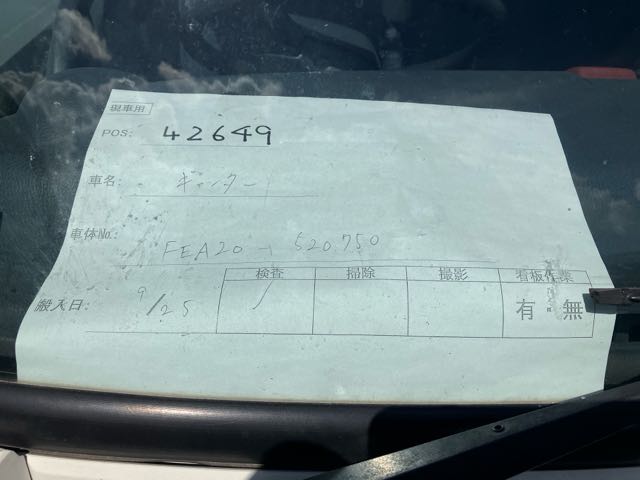 現車用
POS: 42649
車名: キャンター
車体No.: FEA20-520750
検査 掃除 撮影 看板作業
搬入日: 9/25 有・無